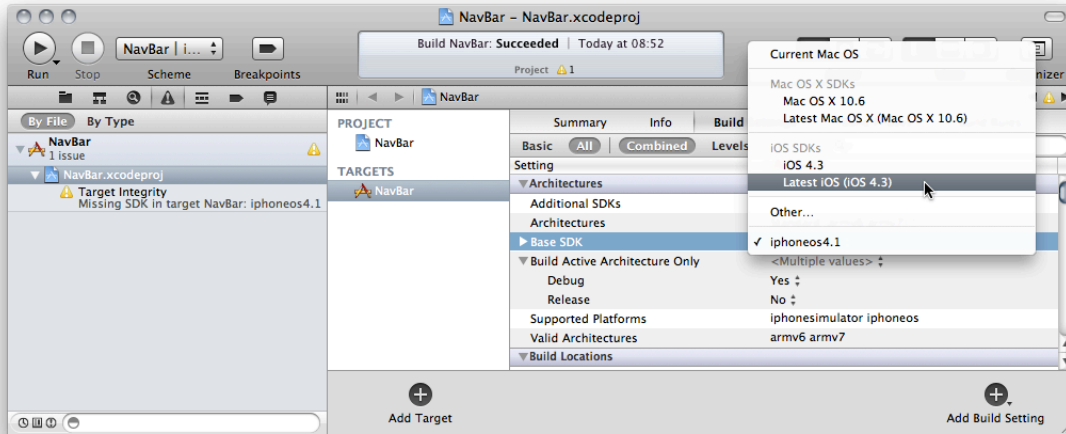 NavBar – NavBar.xcodeproj
NavBar | i...
Build NavBar: Succeeded | Today at 08:52
Project 1
Run
Stop
Scheme
Breakpoints
nizer
NavBar
By File
By Type
NavBar
1 issue
NavBar.xcodeproj
Target Integrity
Missing SDK in target NavBar: iphoneos4.1
PROJECT
NavBar
TARGETS
NavBar
Summary
Info
Build
Basic
All
Combined
Levels
Setting
Architectures
Additional SDKs
Architectures
Base SDK
Build Active Architecture Only
<Multiple values>
Debug
Yes
Release
No
Supported Platforms
iphonesimulator iphoneos
Valid Architectures
armv6 armv7
Build Locations
Current Mac OS
Mac OS X SDKs
Mac OS X 10.6
Latest Mac OS X (Mac OS X 10.6)
iOS SDKs
iOS 4.3
Latest iOS (iOS 4.3)
Other...
✓ iphoneos4.1
Add Target
Add Build Setting